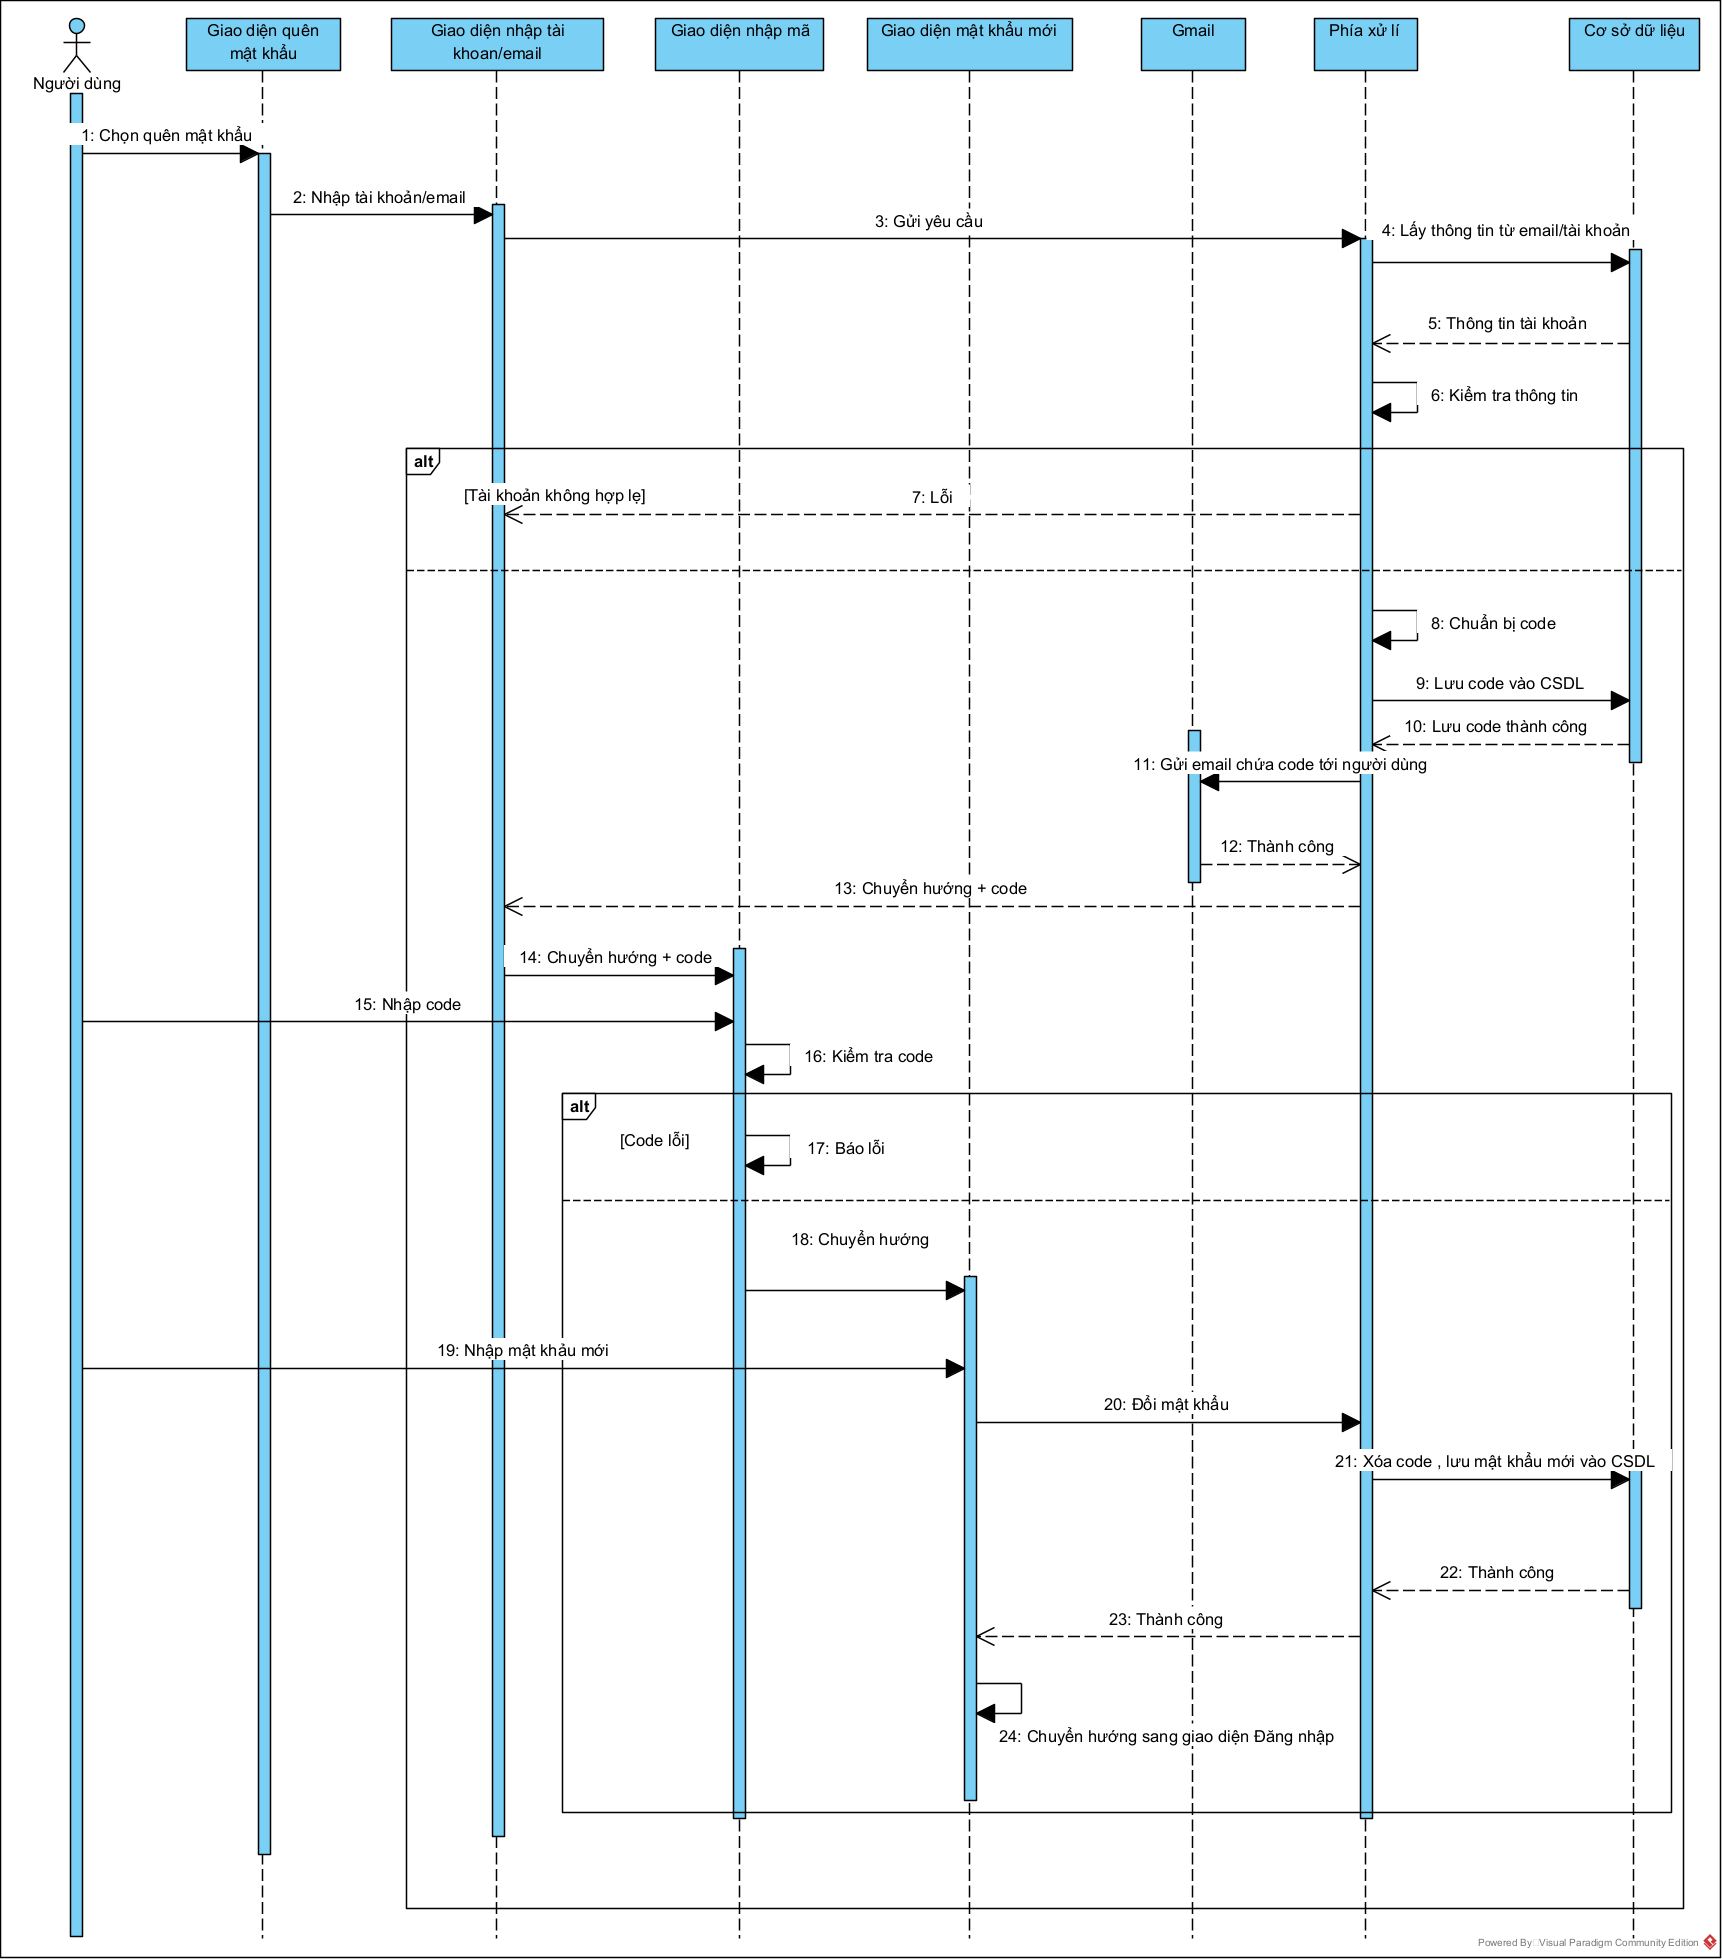 Người dùng
Giao diện quên
mật khẩu
Giao diện nhập tài
khoan/email
Giao diện nhập mã
Giao diện mật khẩu mới
Gmail
Phía xử lí
Cơ sở dữ liệu
1: Chọn quên mật khẩu
2: Nhập tài khoản/email
3: Gửi yêu cầu
4: Lấy thông tin từ email/tài khoản
5: Thông tin tài khoản
6: Kiểm tra thông tin
alt
[Tài khoản không hợp lẹ]
7: Lỗi
8: Chuẩn bị code
9: Lưu code vào CSDL
10: Lưu code thành công
11: Gửi email chứa code tới người dùng
12: Thành công
13: Chuyển hướng + code
14: Chuyển hướng + code
15: Nhập code
16: Kiểm tra code
alt
[Code lỗi]
17: Báo lỗi
18: Chuyển hướng
19: Nhập mật khảu mới
20: Đổi mật khẩu
21: Xóa code , lưu mật khẩu mới vào CSDL
22: Thành công
23: Thành công
24: Chuyển hướng sang giao diện Đăng nhập
Powered By Visual Paradigm Community Edition